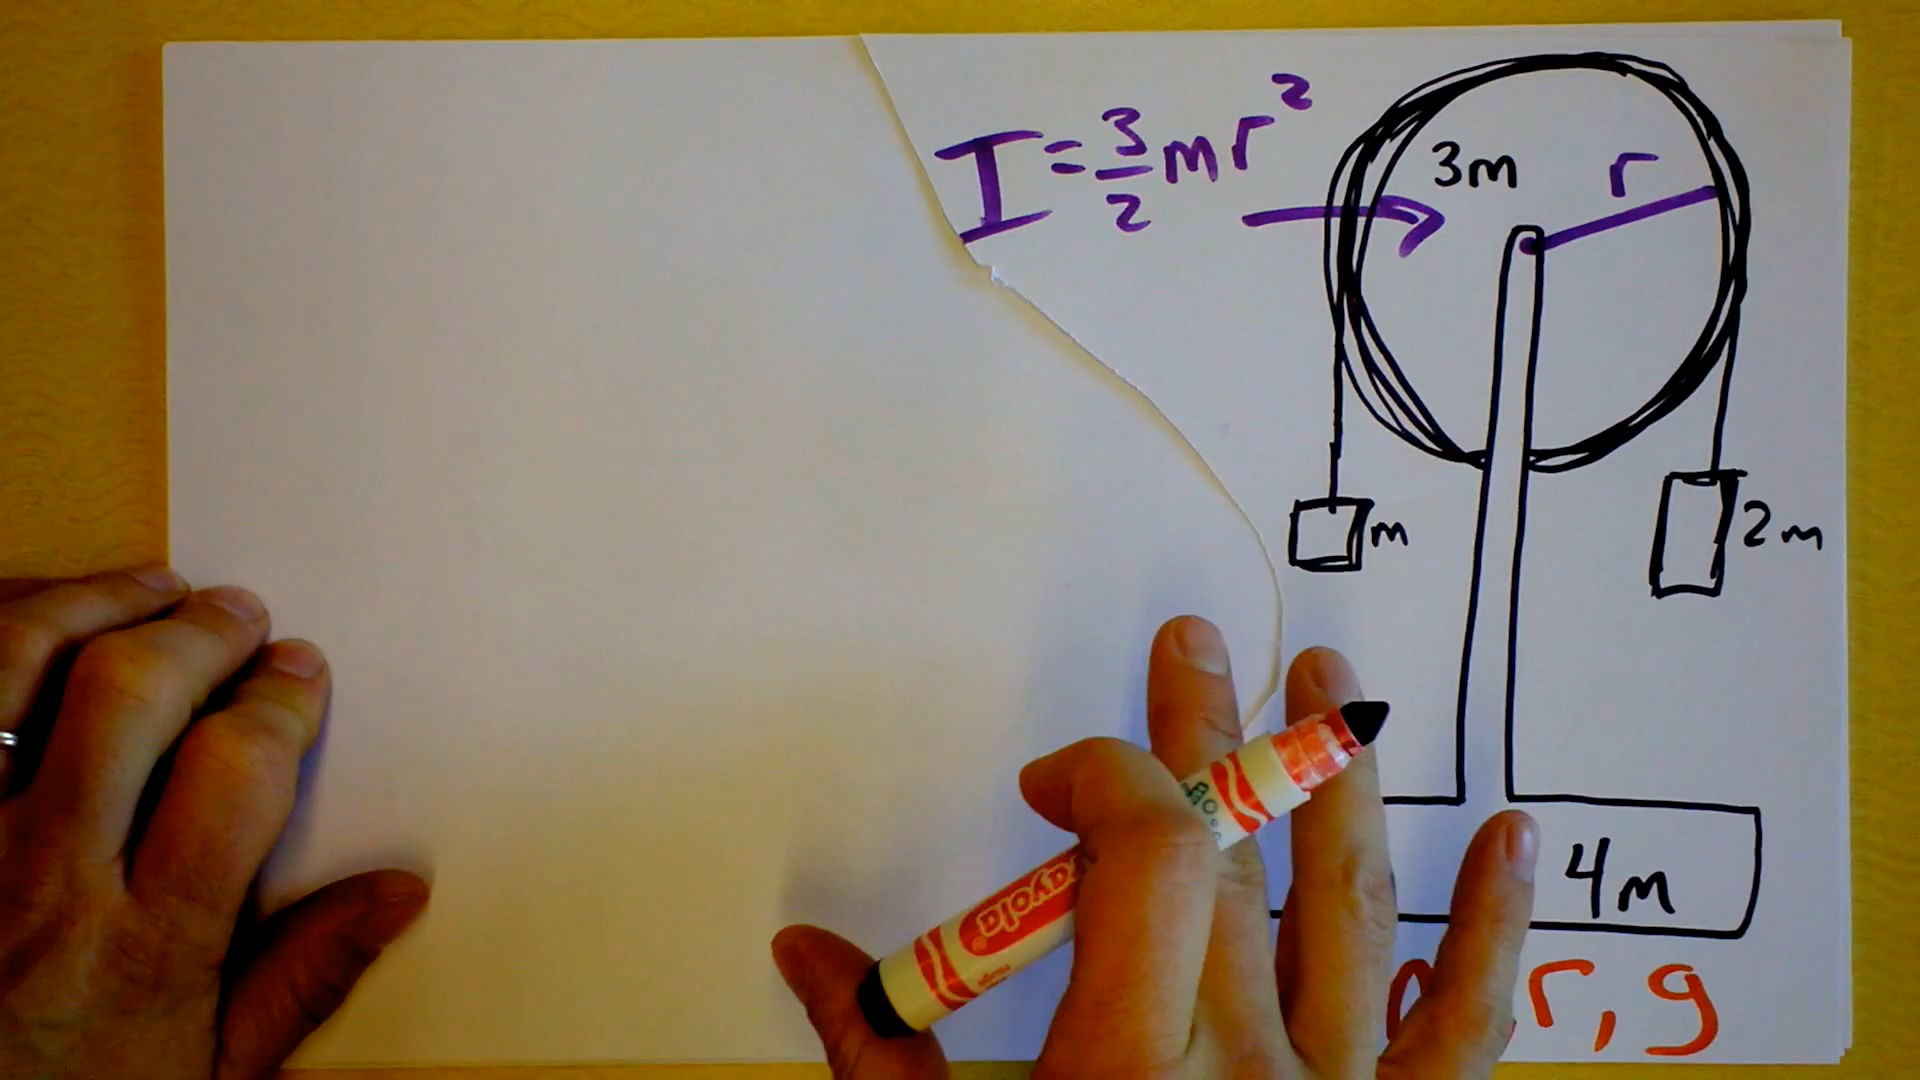 I = 3/2 mr²
3m
r
m
2m
4m
r, g
crayola